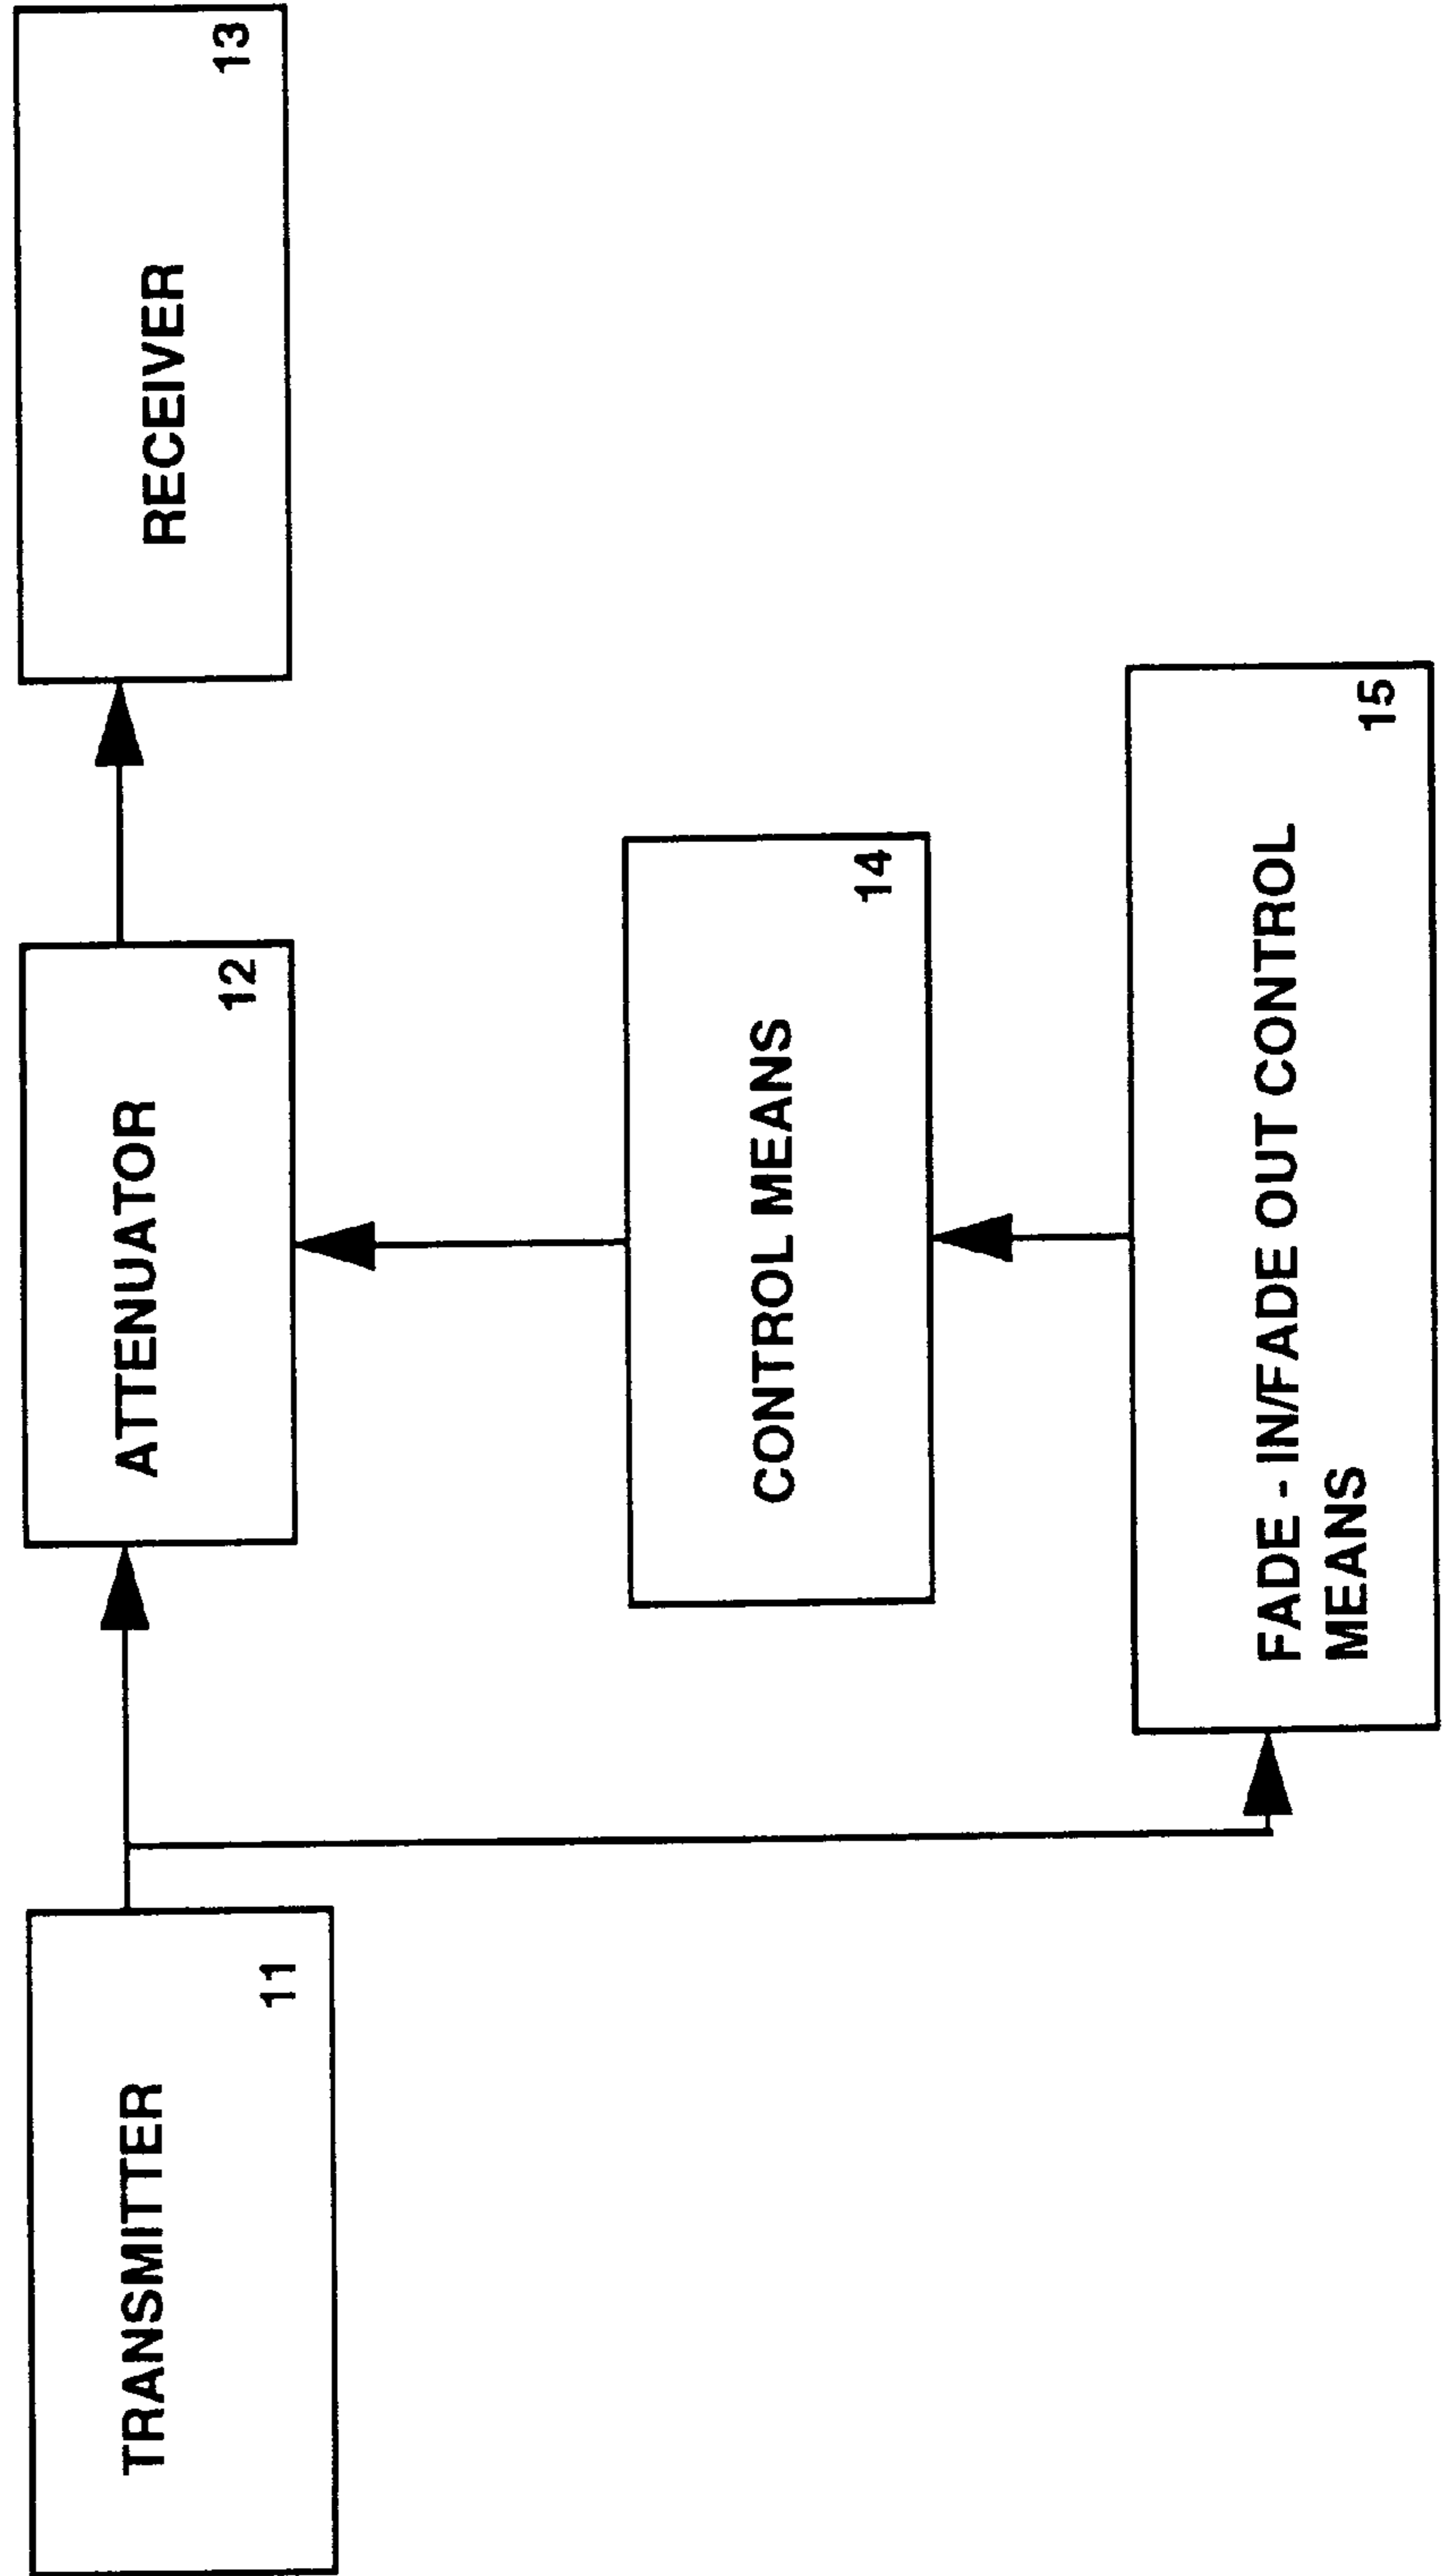 TRANSMITTER
11
ATTENUATOR
12
RECEIVER
13
CONTROL MEANS
14
FADE - IN/FADE OUT CONTROL
MEANS
15